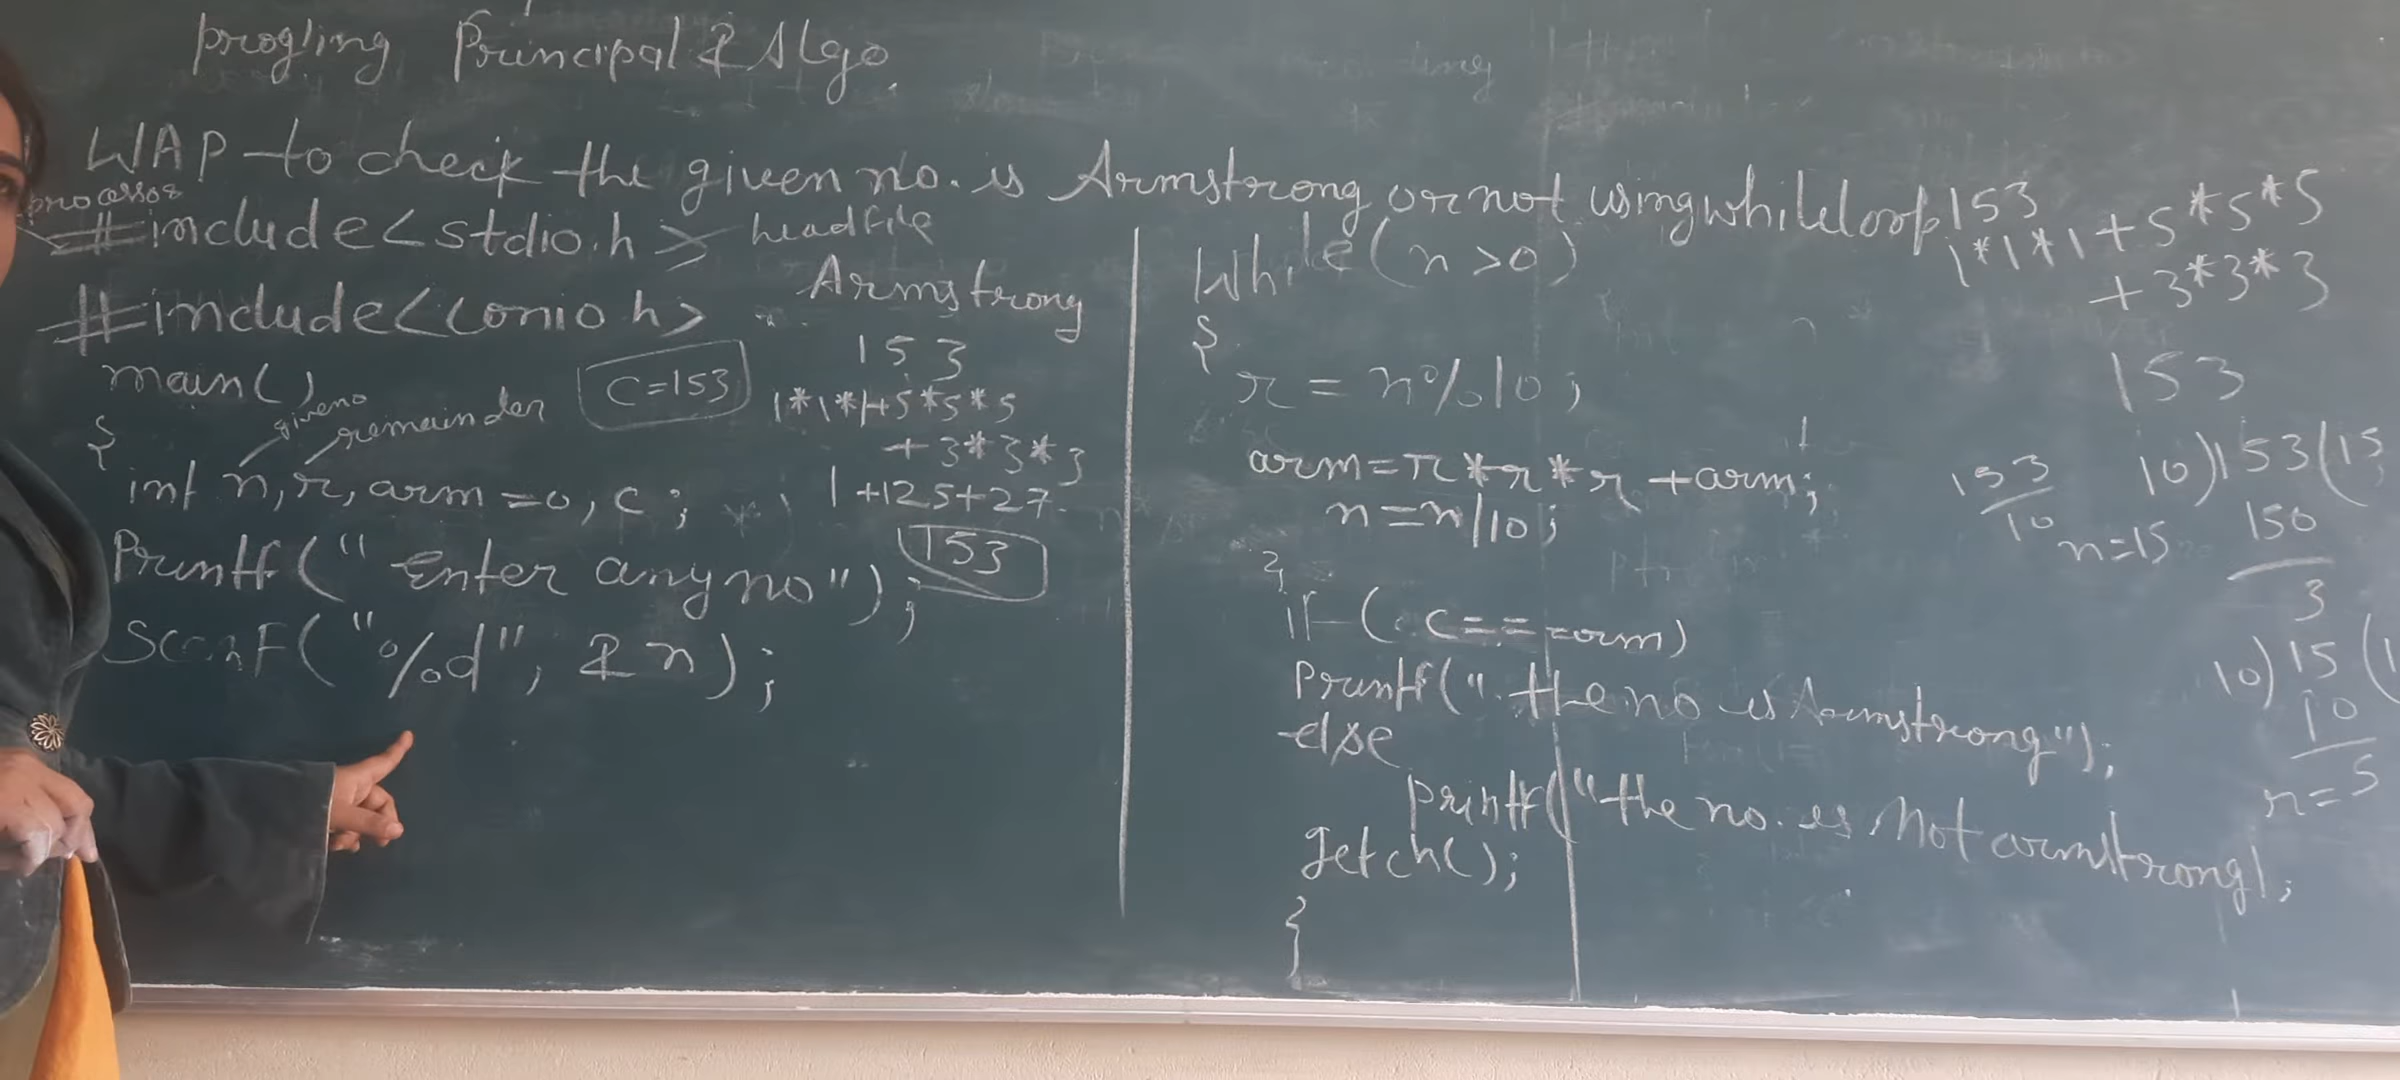 progling Principal & Algo.
WAP to check the given no. is Armstrong or not using while loop
processor
#include<stdio.h> headfile
#include<conio h>
main()
{
given no
remainder
int n, r, arm =0, c ;
Printf(" Enter any no");
ScanF("%d", & n);
C=153
Armstrong
153
1*1*1+5*5*5
+3*3*3
1+125+27
153
While(n>0)
{
r = n%10;
arm=r*r*r +arm;
n=n/10;
}
if ( c== =arm)
Printf(". the no is Armstrong");
else
printf("the no. is Not armstrong);
getch();
}
153
1*1*1+5*5*5
+3*3*3
153
153
10
n=15
10)153(15
150
3
10)15(1
10
r=5